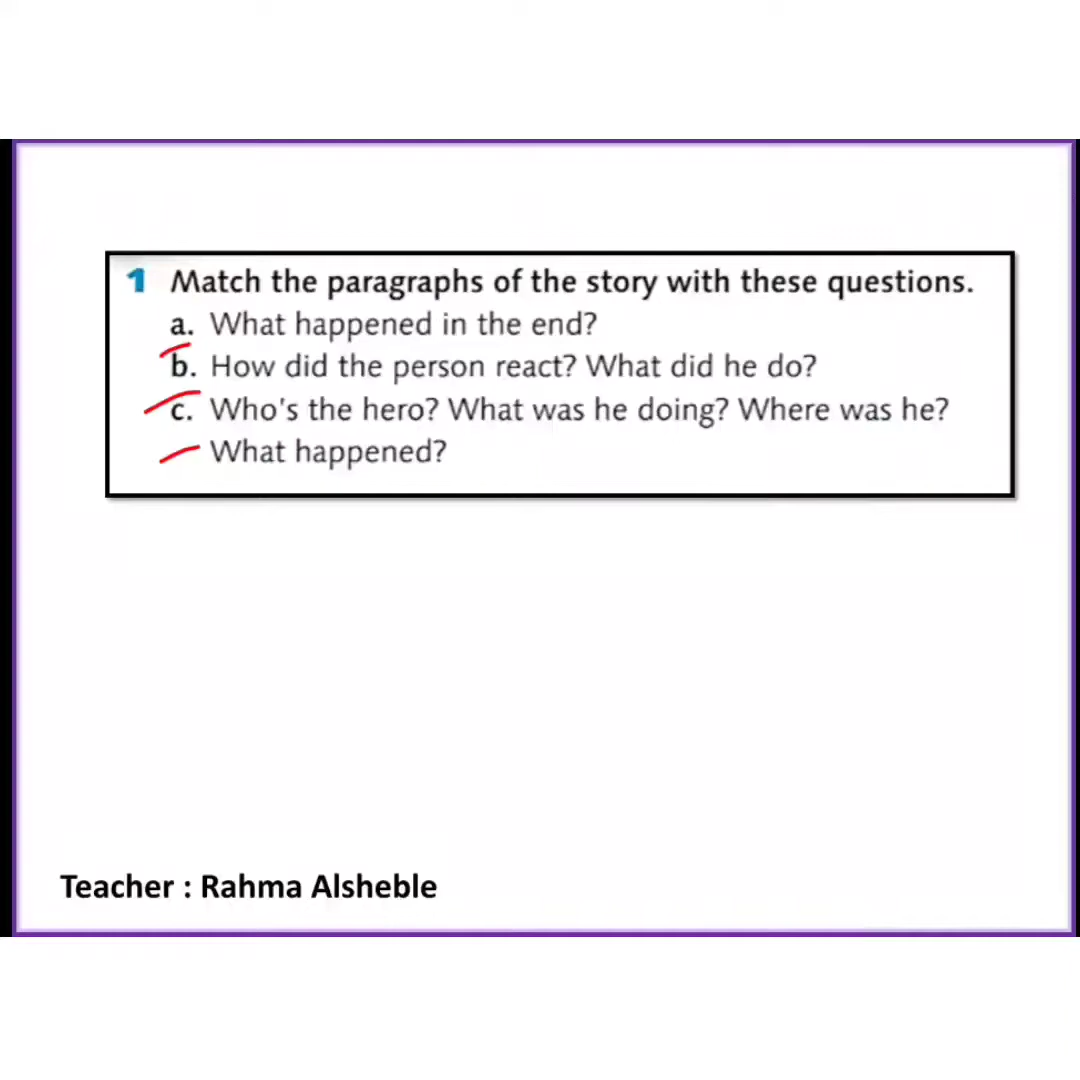 1 Match the paragraphs of the story with these questions.
a. What happened in the end?
b. How did the person react? What did he do?
c. Who's the hero? What was he doing? Where was he?
What happened?
Teacher : Rahma Alsheble